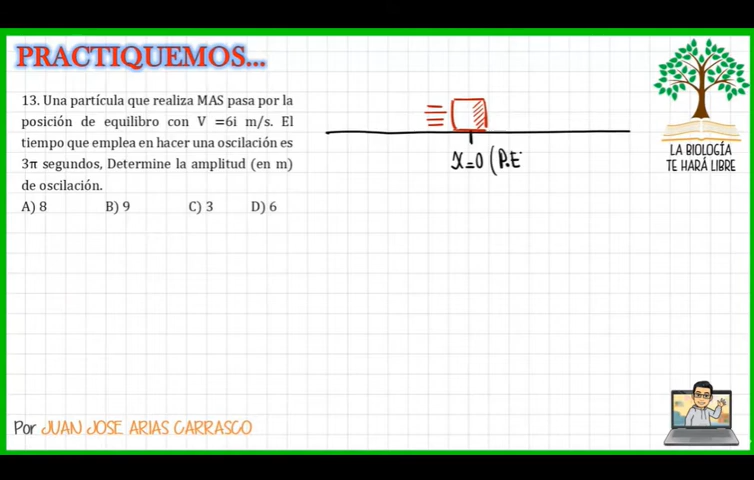 PRACTIQUEMOS...
13. Una partícula que realiza MAS pasa por la
posición de equilibro con V =6i m/s. El
tiempo que emplea en hacer una oscilación es
3π segundos, Determine la amplitud (en m)
de oscilación.
A) 8 B) 9 C) 3 D) 6
x=0 (P.E
LA BIOLOGÍA
TE HARÁ LIBRE
Por JUAN JOSE ARIAS CARRASCO